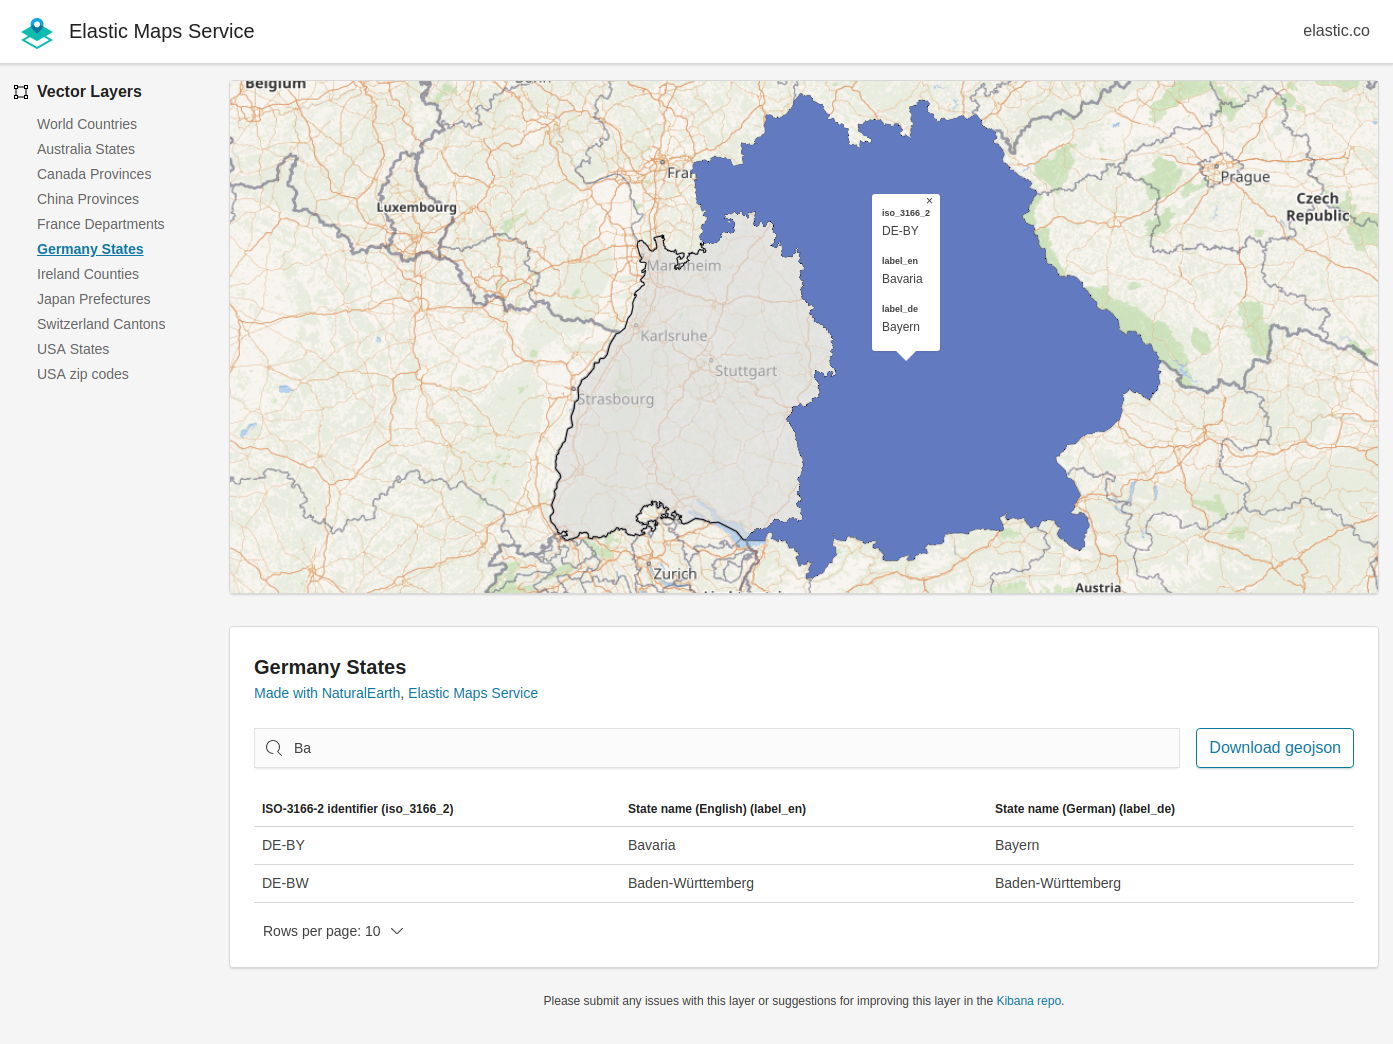 Elastic Maps Service
elastic.co
Vector Layers
World Countries
Australia States
Canada Provinces
China Provinces
France Departments
Germany States
Ireland Counties
Japan Prefectures
Switzerland Cantons
USA States
USA zip codes
Belgium
Luxembourg
Fran
Prague
Czech
Republic
Mannheim
Karlsruhe
Stuttgart
Strasbourg
Zurich
Austria
×
iso_3166_2
DE-BY
label_en
Bavaria
label_de
Bayern
Germany States
Made with NaturalEarth, Elastic Maps Service
Ba
Download geojson
ISO-3166-2 identifier (iso_3166_2) State name (English) (label_en) State name (German) (label_de)
DE-BY Bavaria Bayern
DE-BW Baden-Württemberg Baden-Württemberg
Rows per page: 10
Please submit any issues with this layer or suggestions for improving this layer in the Kibana repo.